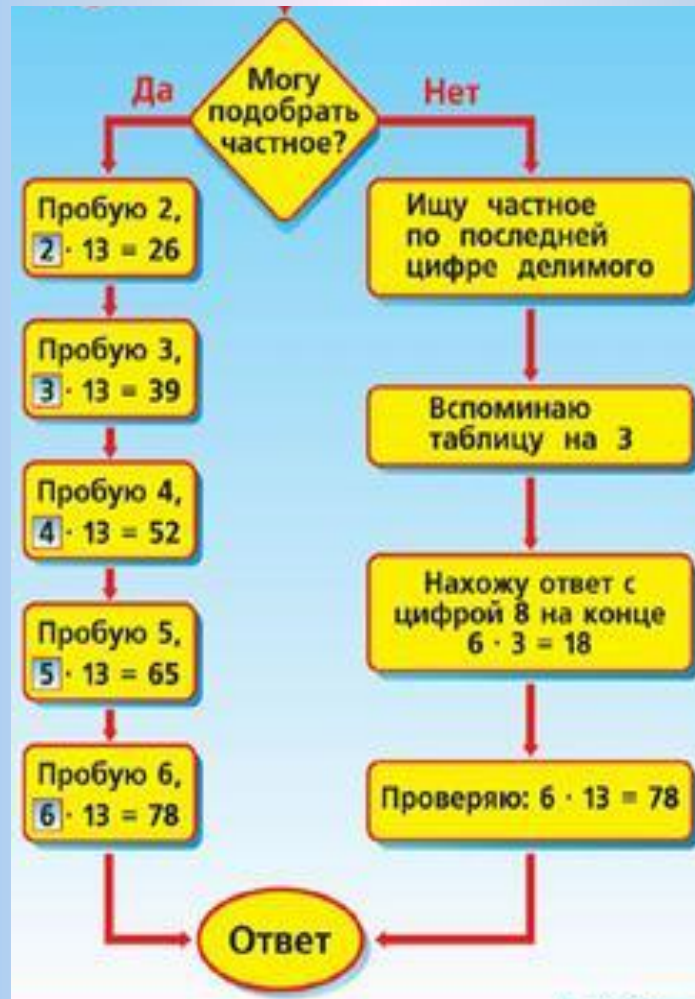 Могу
подобрать
частное?
Да
Нет
Пробую 2,
2 · 13 = 26
Пробую 3,
3 · 13 = 39
Пробую 4,
4 · 13 = 52
Пробую 5,
5 · 13 = 65
Пробую 6,
6 · 13 = 78
Ищу частное
по последней
цифре делимого
Вспоминаю
таблицу на 3
Нахожу ответ с
цифрой 8 на конце
6 · 3 = 18
Проверяю: 6 · 13 = 78
Ответ